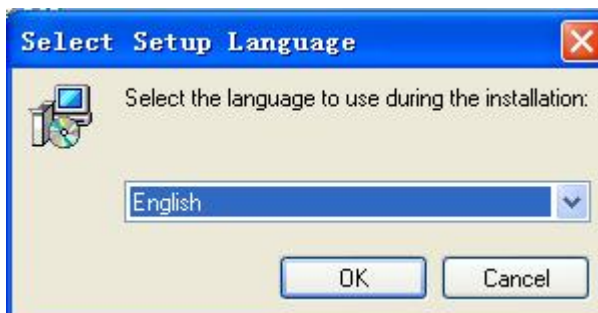 Select Setup Language
Select the language to use during the installation:
English
OK
Cancel